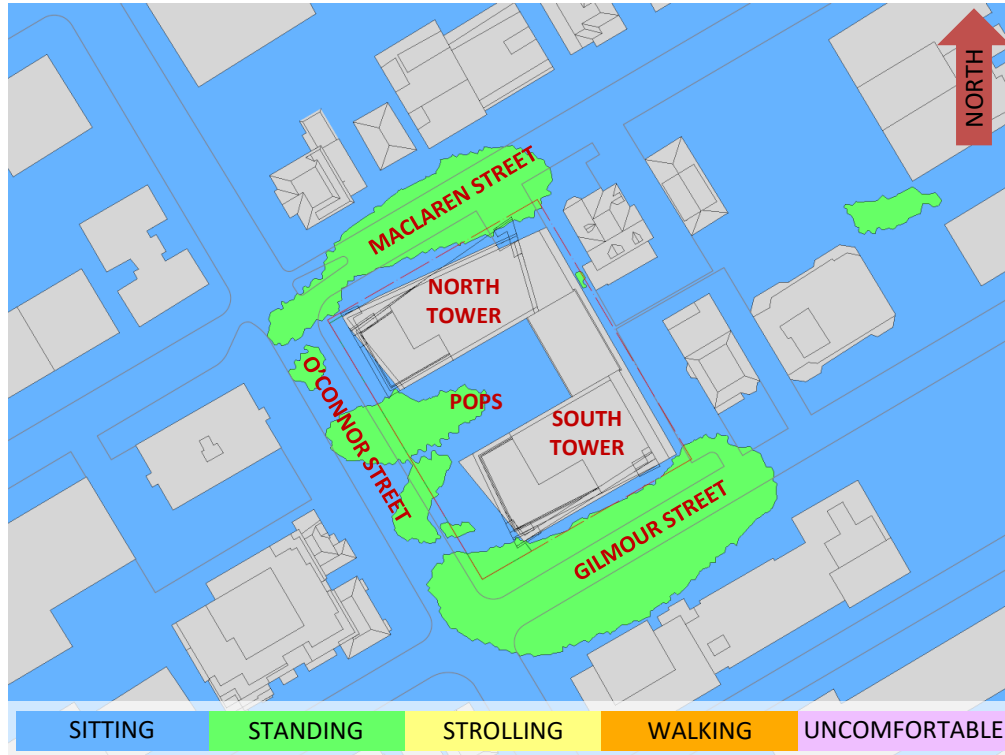 NORTH
MACLAREN STREET
NORTH
TOWER
O'CONNOR STREET
POPS
SOUTH
TOWER
GILMOUR STREET
SITTING
STANDING
STROLLING
WALKING
UNCOMFORTABLE